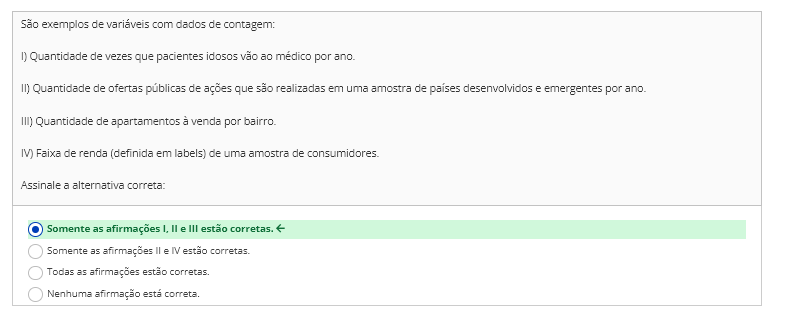 São exemplos de variáveis com dados de contagem:
I) Quantidade de vezes que pacientes idosos vão ao médico por ano.
II) Quantidade de ofertas públicas de ações que são realizadas em uma amostra de países desenvolvidos e emergentes por ano.
III) Quantidade de apartamentos à venda por bairro.
IV) Faixa de renda (definida em labels) de uma amostra de consumidores.
Assinale a alternativa correta:
Somente as afirmações I, II e III estão corretas. ←
Somente as afirmações II e IV estão corretas.
Todas as afirmações estão corretas.
Nenhuma afirmação está correta.